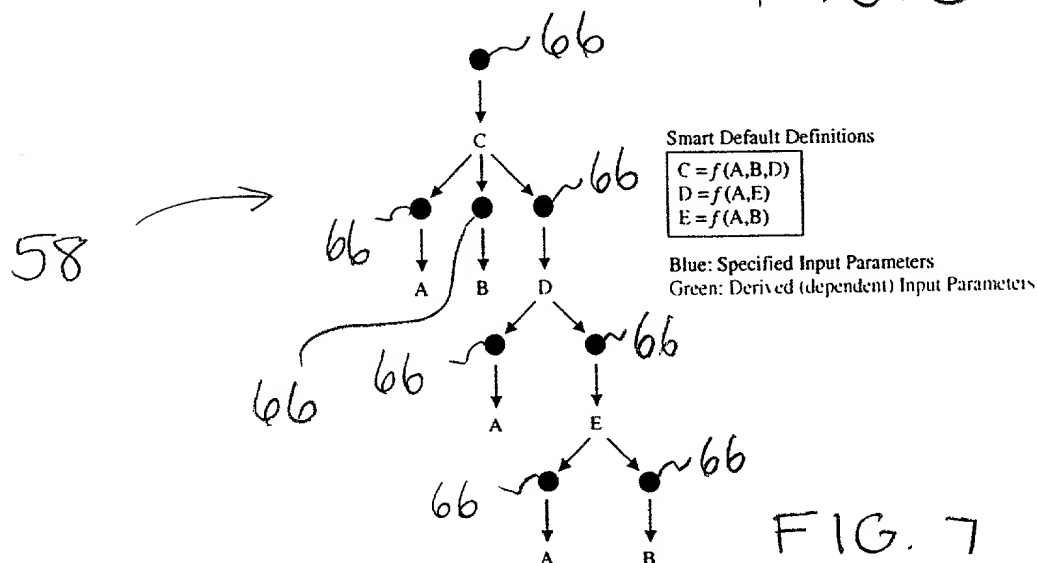 66
C
Smart Default Definitions
C = f(A,B,D)
D = f(A,E)
E = f(A,B)
66
66
58
Blue: Specified Input Parameters
Green: Derived (dependent) Input Parameters
A B D
66
66
66
A E
66
66
A B
FIG. 7